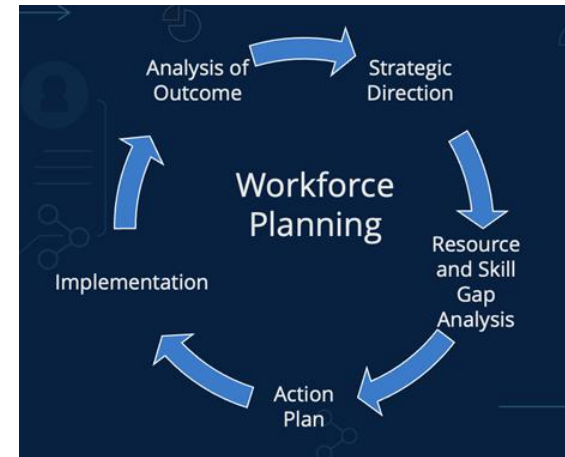 Analysis of
Outcome
Strategic
Direction
Workforce
Planning
Resource
and Skill
Gap
Analysis
Implementation
Action
Plan